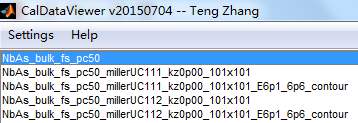 CalDataViewer v20150704 -- Teng Zhang
Settings Help
NbAs_bulk_fs_pc50
NbAs_bulk_fs_pc50_millerUC111_kz0p00_101x101
NbAs_bulk_fs_pc50_millerUC111_kz0p00_101x101_E6p1_6p6_contour
NbAs_bulk_fs_pc50_millerUC112_kz0p00_101x101
NbAs_bulk_fs_pc50_millerUC112_kz0p00_101x101_E6p1_6p6_contour